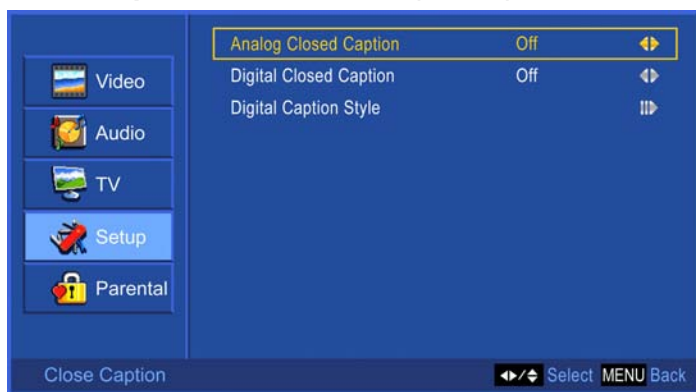 Analog Closed Caption Off
Digital Closed Caption Off
Digital Caption Style
Video
Audio
TV
Setup
Parental
Close Caption
Select MENU Back